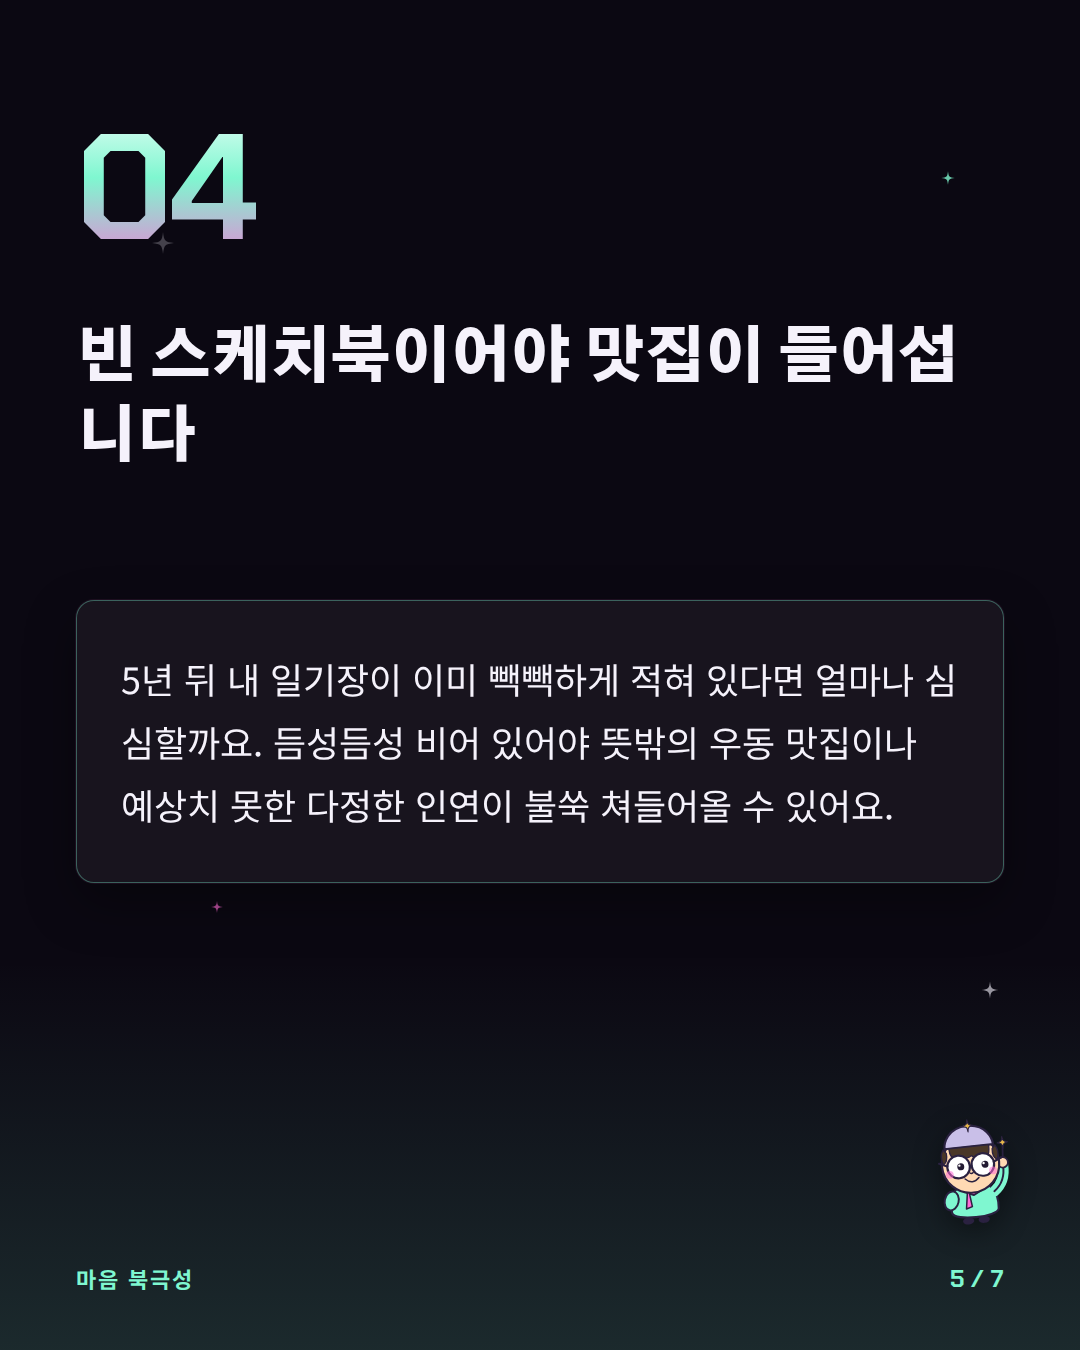 04
빈 스케치북이어야 맛집이 들어섭
니다
5년 뒤 내 일기장이 이미 빽빽하게 적혀 있다면 얼마나 심
심할까요. 듬성듬성 비어 있어야 뜻밖의 우동 맛집이나
예상치 못한 다정한 인연이 불쑥 쳐들어올 수 있어요.
마음 북극성
5 / 7